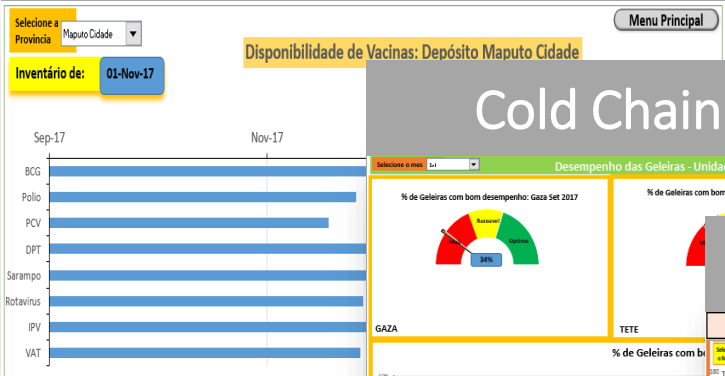 Selecione a
Provincia
Maputo Cidade
Menu Principal
Disponibilidade de Vacinas: Depósito Maputo Cidade
Inventário de:
01-Nov-17
Sep-17
Nov-17
BCG
Polio
PCV
DPT
Sarampo
Rotavirus
IPV
VAT
Cold Chain
Selecione o mes
Set
Desempenho das Geleiras - Unidad
% de Geleiras com bom desempenho: Gaza Set 2017
Mau
Razoavel
Optimo
34%
GAZA
% de Geleiras com bom
TETE
% de Geleiras com b